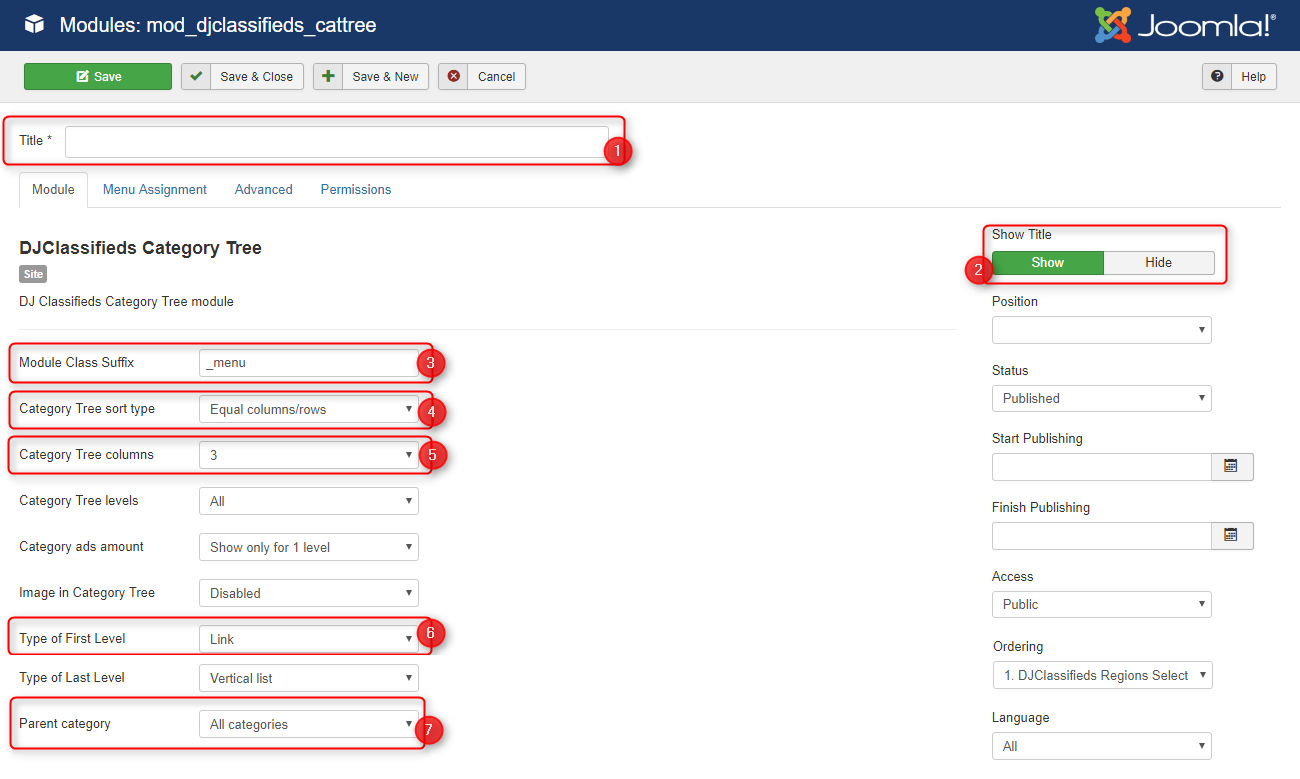 Modules: mod_djclassifieds_cattree
Joomla!®
Save
Save & Close
Save & New
Cancel
? Help
Title *
1
Module
Menu Assignment
Advanced
Permissions
DJClassifieds Category Tree
Site
DJ Classifieds Category Tree module
Module Class Suffix _menu 3
Category Tree sort type Equal columns/rows 4
Category Tree columns 3 5
Category Tree levels All
Category ads amount Show only for 1 level
Image in Category Tree Disabled
Type of First Level Link 6
Type of Last Level Vertical list
Parent category All categories 7
Show Title
2 Show Hide
Position
Status
Published
Start Publishing
Finish Publishing
Access
Public
Ordering
1. DJClassifieds Regions Select
Language
All